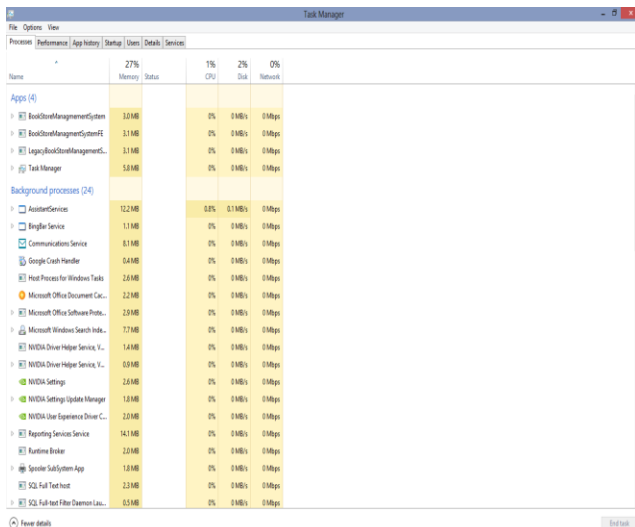 Task Manager
File Options View
Processes Performance App history Startup Users Details Services
27% 1% 2% 0%
Name Memory Status CPU Disk Network
Apps (4)
BookStoreManagmementSystem 3.0 MB 0% 0 MB/s 0 Mbps
BookStoreManagmentSystemFE 3.1 MB 0% 0 MB/s 0 Mbps
LegacyBookStoreManagementS... 3.1 MB 0% 0 MB/s 0 Mbps
Task Manager 5.8 MB 0% 0 MB/s 0 Mbps
Background processes (24)
AssistantServices 12.2 MB 0.8% 0.1 MB/s 0 Mbps
BingBar Service 1.1 MB 0% 0 MB/s 0 Mbps
Communications Service 8.1 MB 0% 0 MB/s 0 Mbps
Google Crash Handler 0.4 MB 0% 0 MB/s 0 Mbps
Host Process for Windows Tasks 2.6 MB 0% 0 MB/s 0 Mbps
Microsoft Office Document Cac... 2.2 MB 0% 0 MB/s 0 Mbps
Microsoft Office Software Prote... 2.9 MB 0% 0 MB/s 0 Mbps
Microsoft Windows Search Inde... 7.7 MB 0% 0 MB/s 0 Mbps
NVIDIA Driver Helper Service, V... 1.4 MB 0% 0 MB/s 0 Mbps
NVIDIA Driver Helper Service, V... 0.9 MB 0% 0 MB/s 0 Mbps
NVIDIA Settings 2.6 MB 0% 0 MB/s 0 Mbps
NVIDIA Settings Update Manager 1.8 MB 0% 0 MB/s 0 Mbps
NVIDIA User Experience Driver C... 2.0 MB 0% 0 MB/s 0 Mbps
Reporting Services Service 14.1 MB 0% 0 MB/s 0 Mbps
Runtime Broker 2.0 MB 0% 0 MB/s 0 Mbps
Spooler SubSystem App 1.8 MB 0% 0 MB/s 0 Mbps
SQL Full Text host 2.3 MB 0% 0 MB/s 0 Mbps
SQL Full-text Filter Daemon Lau... 0.5 MB 0% 0 MB/s 0 Mbps
Fewer details End task